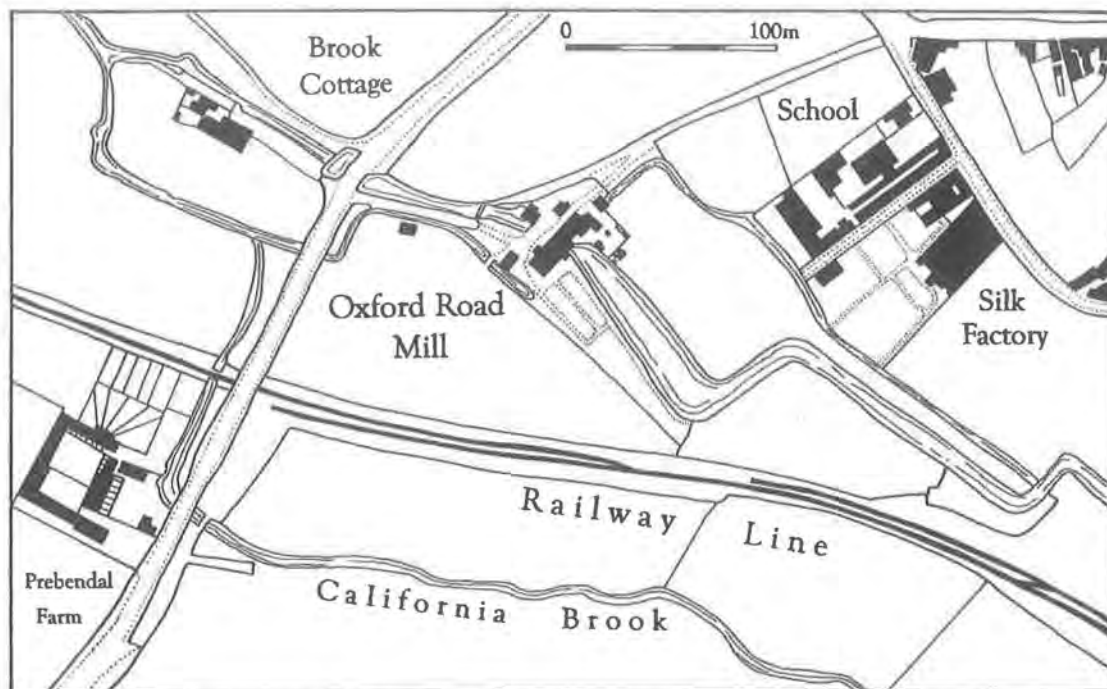 Brook
Cottage
0 100m
School
Oxford Road
Mill
Silk
Factory
Railway Line
Prebendal
Farm
California Brook